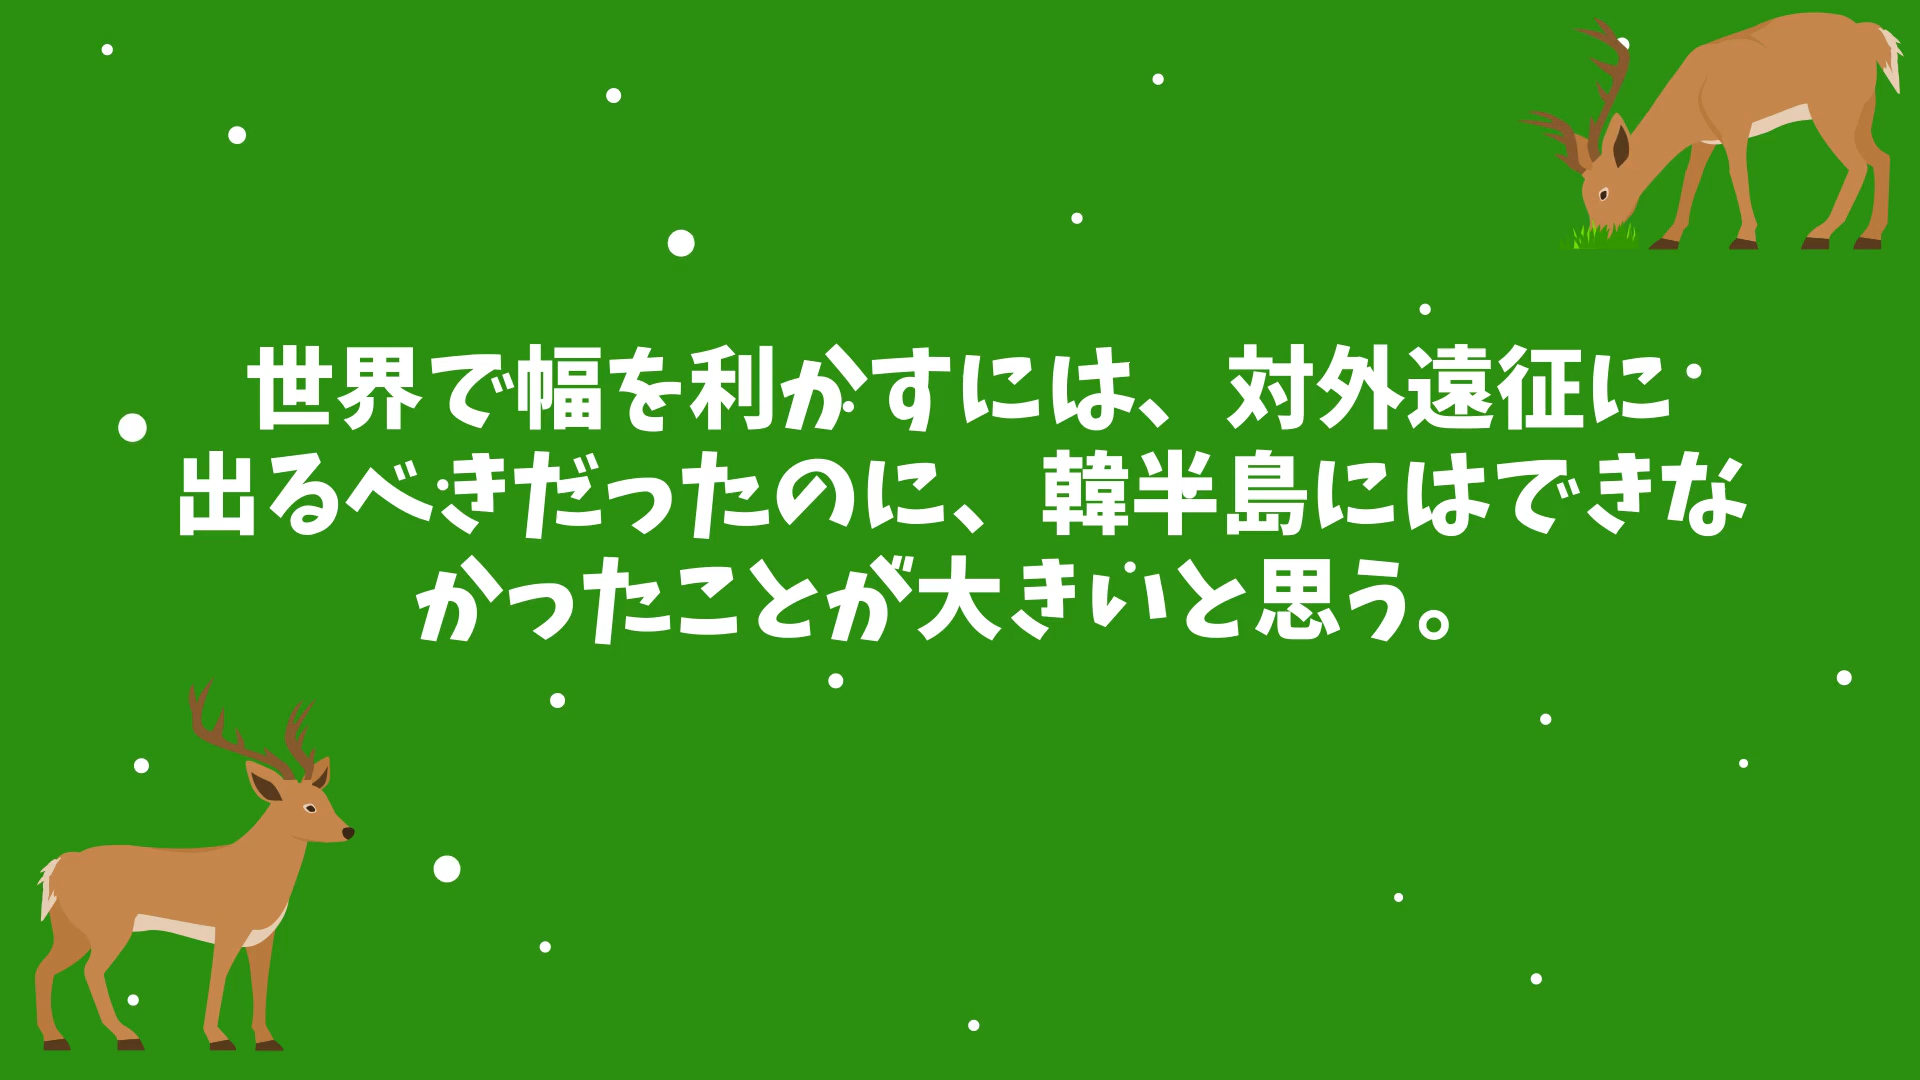 世界で幅を利かすには、対外遠征に
出るべきだったのに、韓半島にはできな
かったことが大きいと思う。